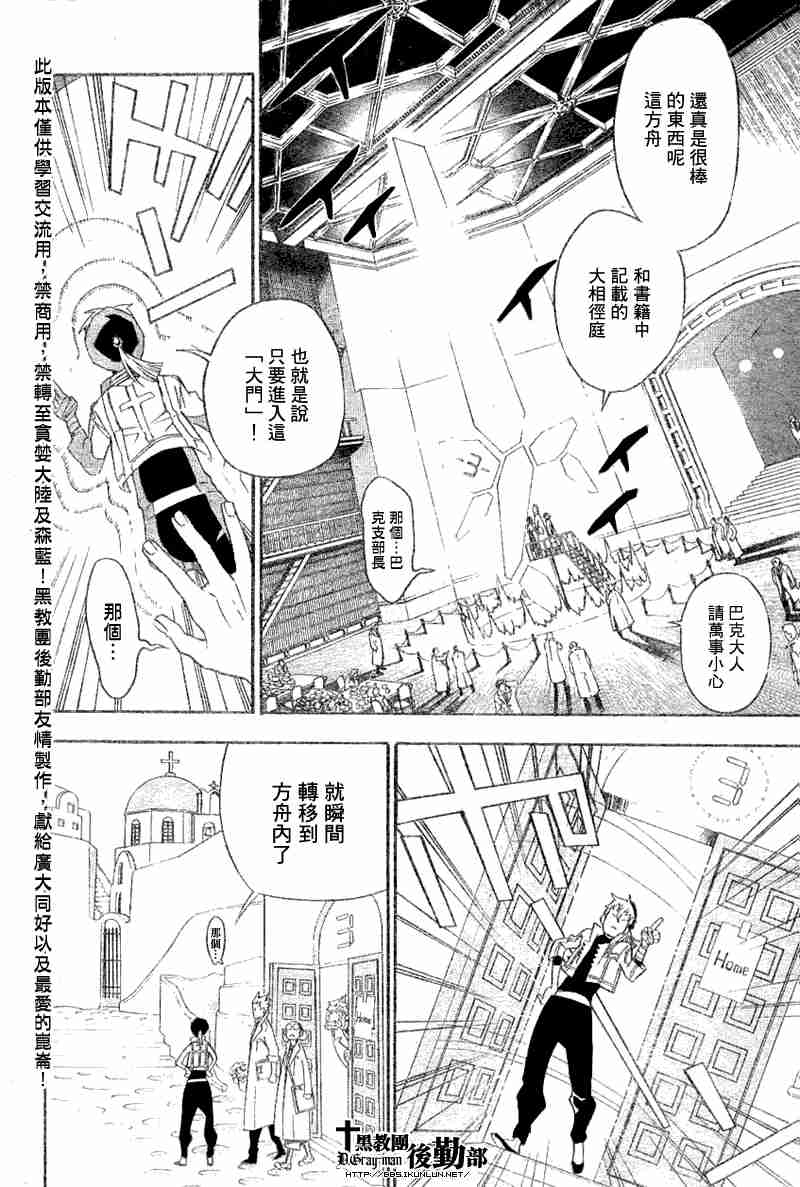 還真是很棒
的東西呢
這方舟
和書籍中
記載的
大相徑庭
那個…巴
克支部長
巴克大人
請萬事小心
也就是說
只要進入這
「大門」！
那個…
3
Home
就瞬間
轉移到
方舟內了
那個…
3
Home
此版本僅供學習交流用，禁商用，禁轉至貪婪大陸及森藍！黑教團後勤部友情製作，獻給廣大同好以及最愛的崑崙！
黑教團
D.Gray-man
後勤部
HTTP://BBS.IKUNLUN.NET/